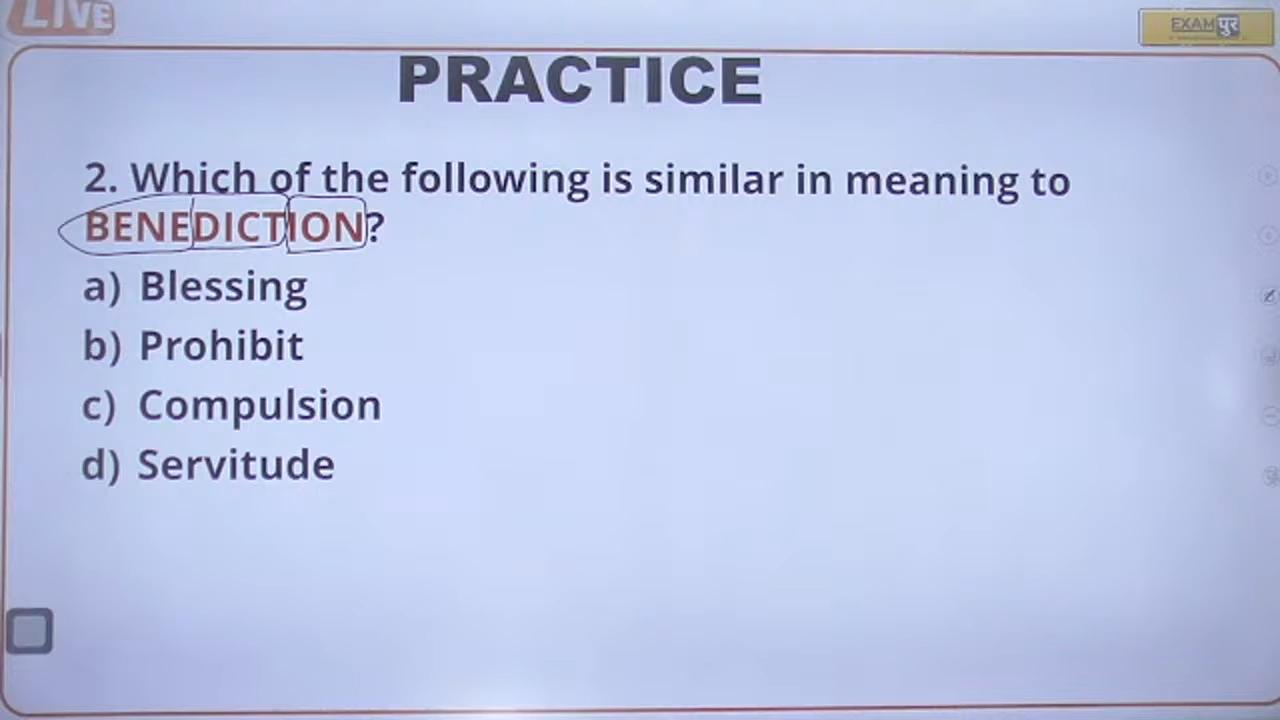 LIVE
EXAMपुर
PRACTICE
2. Which of the following is similar in meaning to
BENEDICTION?
a) Blessing
b) Prohibit
c) Compulsion
d) Servitude